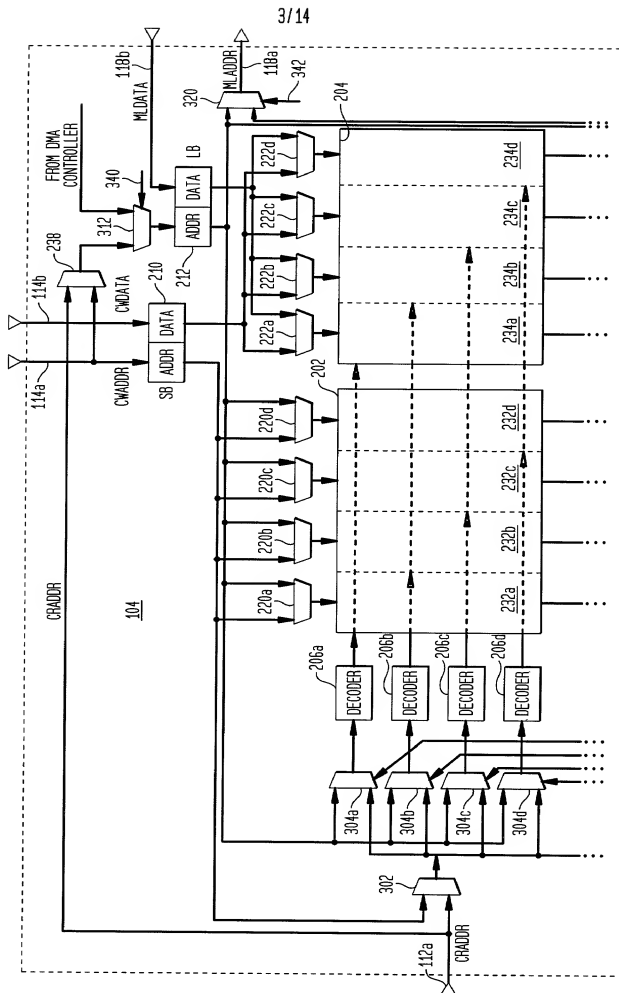 3/14
118b
MLDATA
MLADDR
118a
320
342
FROM DMA
CONTROLLER
340
312
238
LB
DATA
ADDR
212
114b
CWDATA
210
DATA
ADDR
SB
114a
CWADDR
CRADDR
104
222a
222b
222c
222d
204
234a
234b
234c
234d
220a
220b
220c
220d
202
232a
232b
232c
232d
206a
DECODER
206b
DECODER
206c
DECODER
206d
DECODER
304a
304b
304c
304d
302
112a
CRADDR